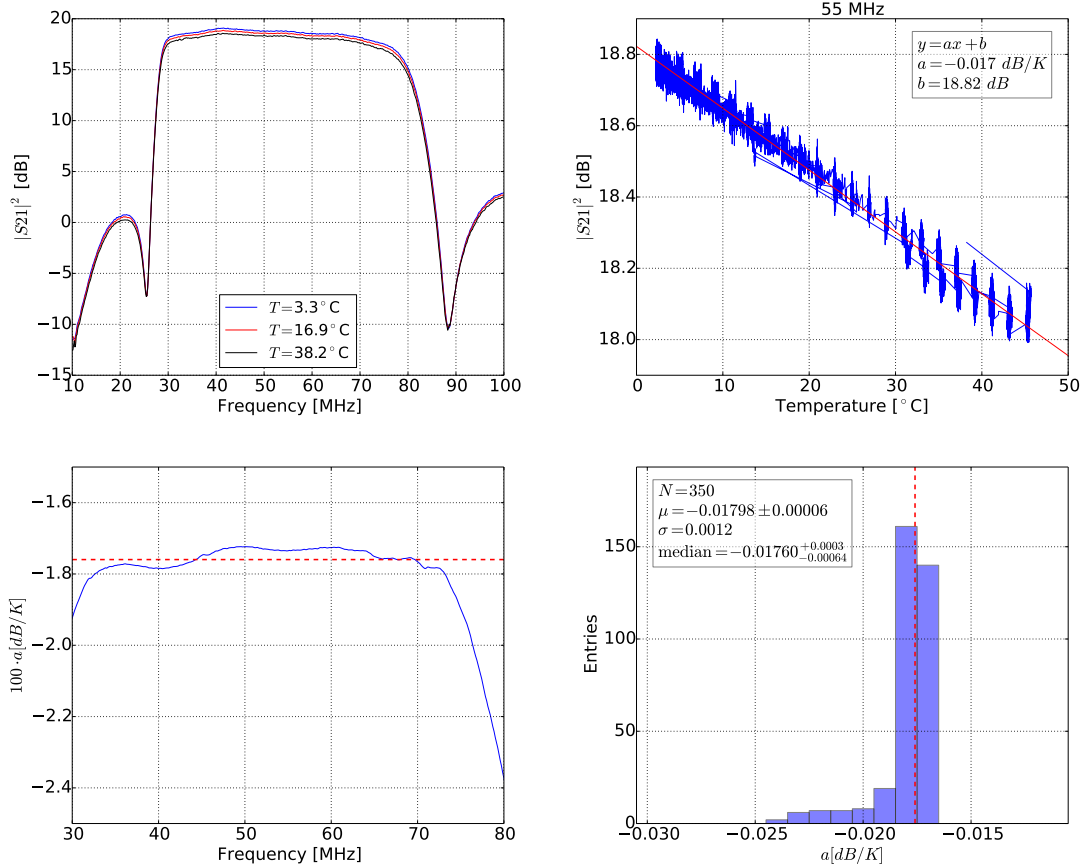 20
15
10
5
0
−5
−10
−15
|S21|² [dB]
T=3.3°C
T=16.9°C
T=38.2°C
10 20 30 40 50 60 70 80 90 100
Frequency [MHz]
55 MHz
18.8
18.6
18.4
18.2
18.0
|S21|² [dB]
y=ax+b
a=−0.017 dB/K
b=18.82 dB
0 10 20 30 40 50
Temperature [°C]
−1.6
−1.8
−2.0
−2.2
−2.4
100·a[dB/K]
30 40 50 60 70 80
Frequency [MHz]
N=350
μ=−0.01798±0.00006
σ=0.0012
median=−0.01760+0.0003−0.00064
150
100
50
0
Entries
−0.030 −0.025 −0.020 −0.015
a[dB/K]